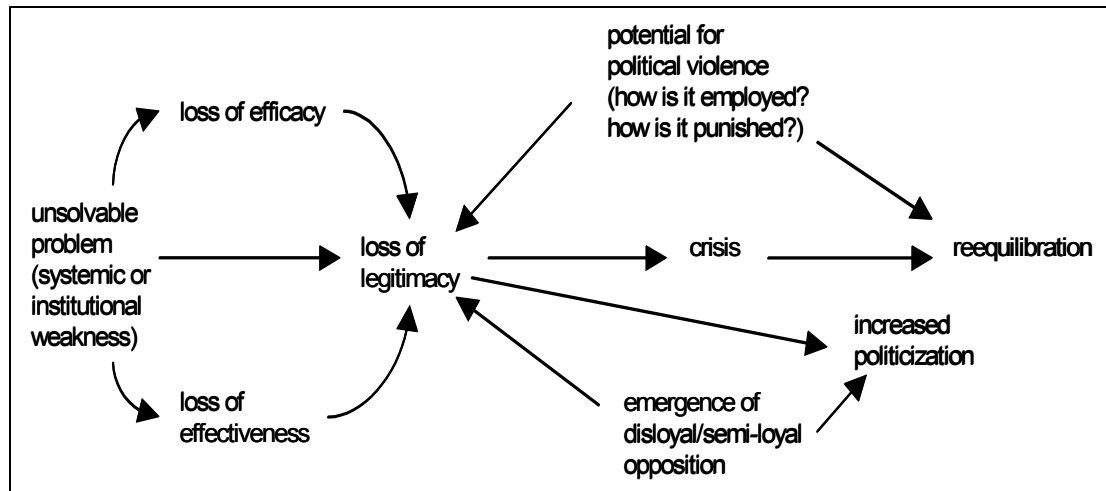 potential for
political violence
(how is it employed?
how is it punished?)
loss of efficacy
unsolvable
problem
(systemic or
institutional
weakness)
loss of
legitimacy
crisis
reequilibration
increased
politicization
loss of
effectiveness
emergence of
disloyal/semi-loyal
opposition